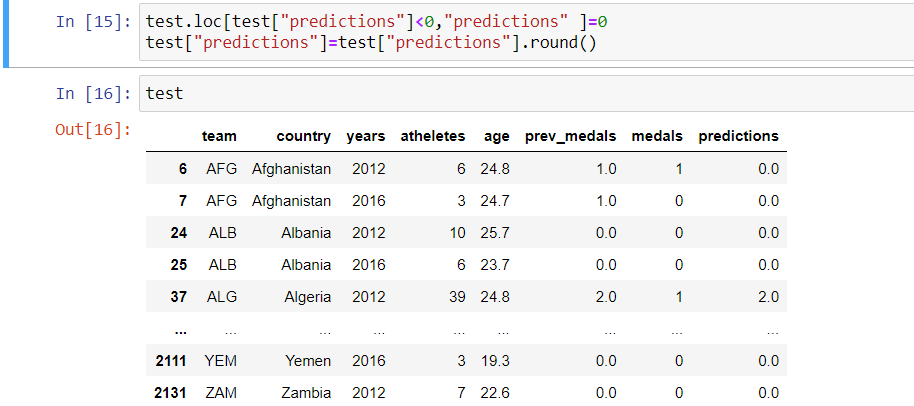 In [15]: test.loc[test["predictions"]<0,"predictions" ]=0
test["predictions"]=test["predictions"].round()
In [16]: test
Out[16]:
team country years atheletes age prev_medals medals predictions
6 AFG Afghanistan 2012 6 24.8 1.0 1 0.0
7 AFG Afghanistan 2016 3 24.7 1.0 0 0.0
24 ALB Albania 2012 10 25.7 0.0 0 0.0
25 ALB Albania 2016 6 23.7 0.0 0 0.0
37 ALG Algeria 2012 39 24.8 2.0 1 2.0
... ... ... ... ... ... ... ... ...
2111 YEM Yemen 2016 3 19.3 0.0 0 0.0
2131 ZAM Zambia 2012 7 22.6 0.0 0 0.0